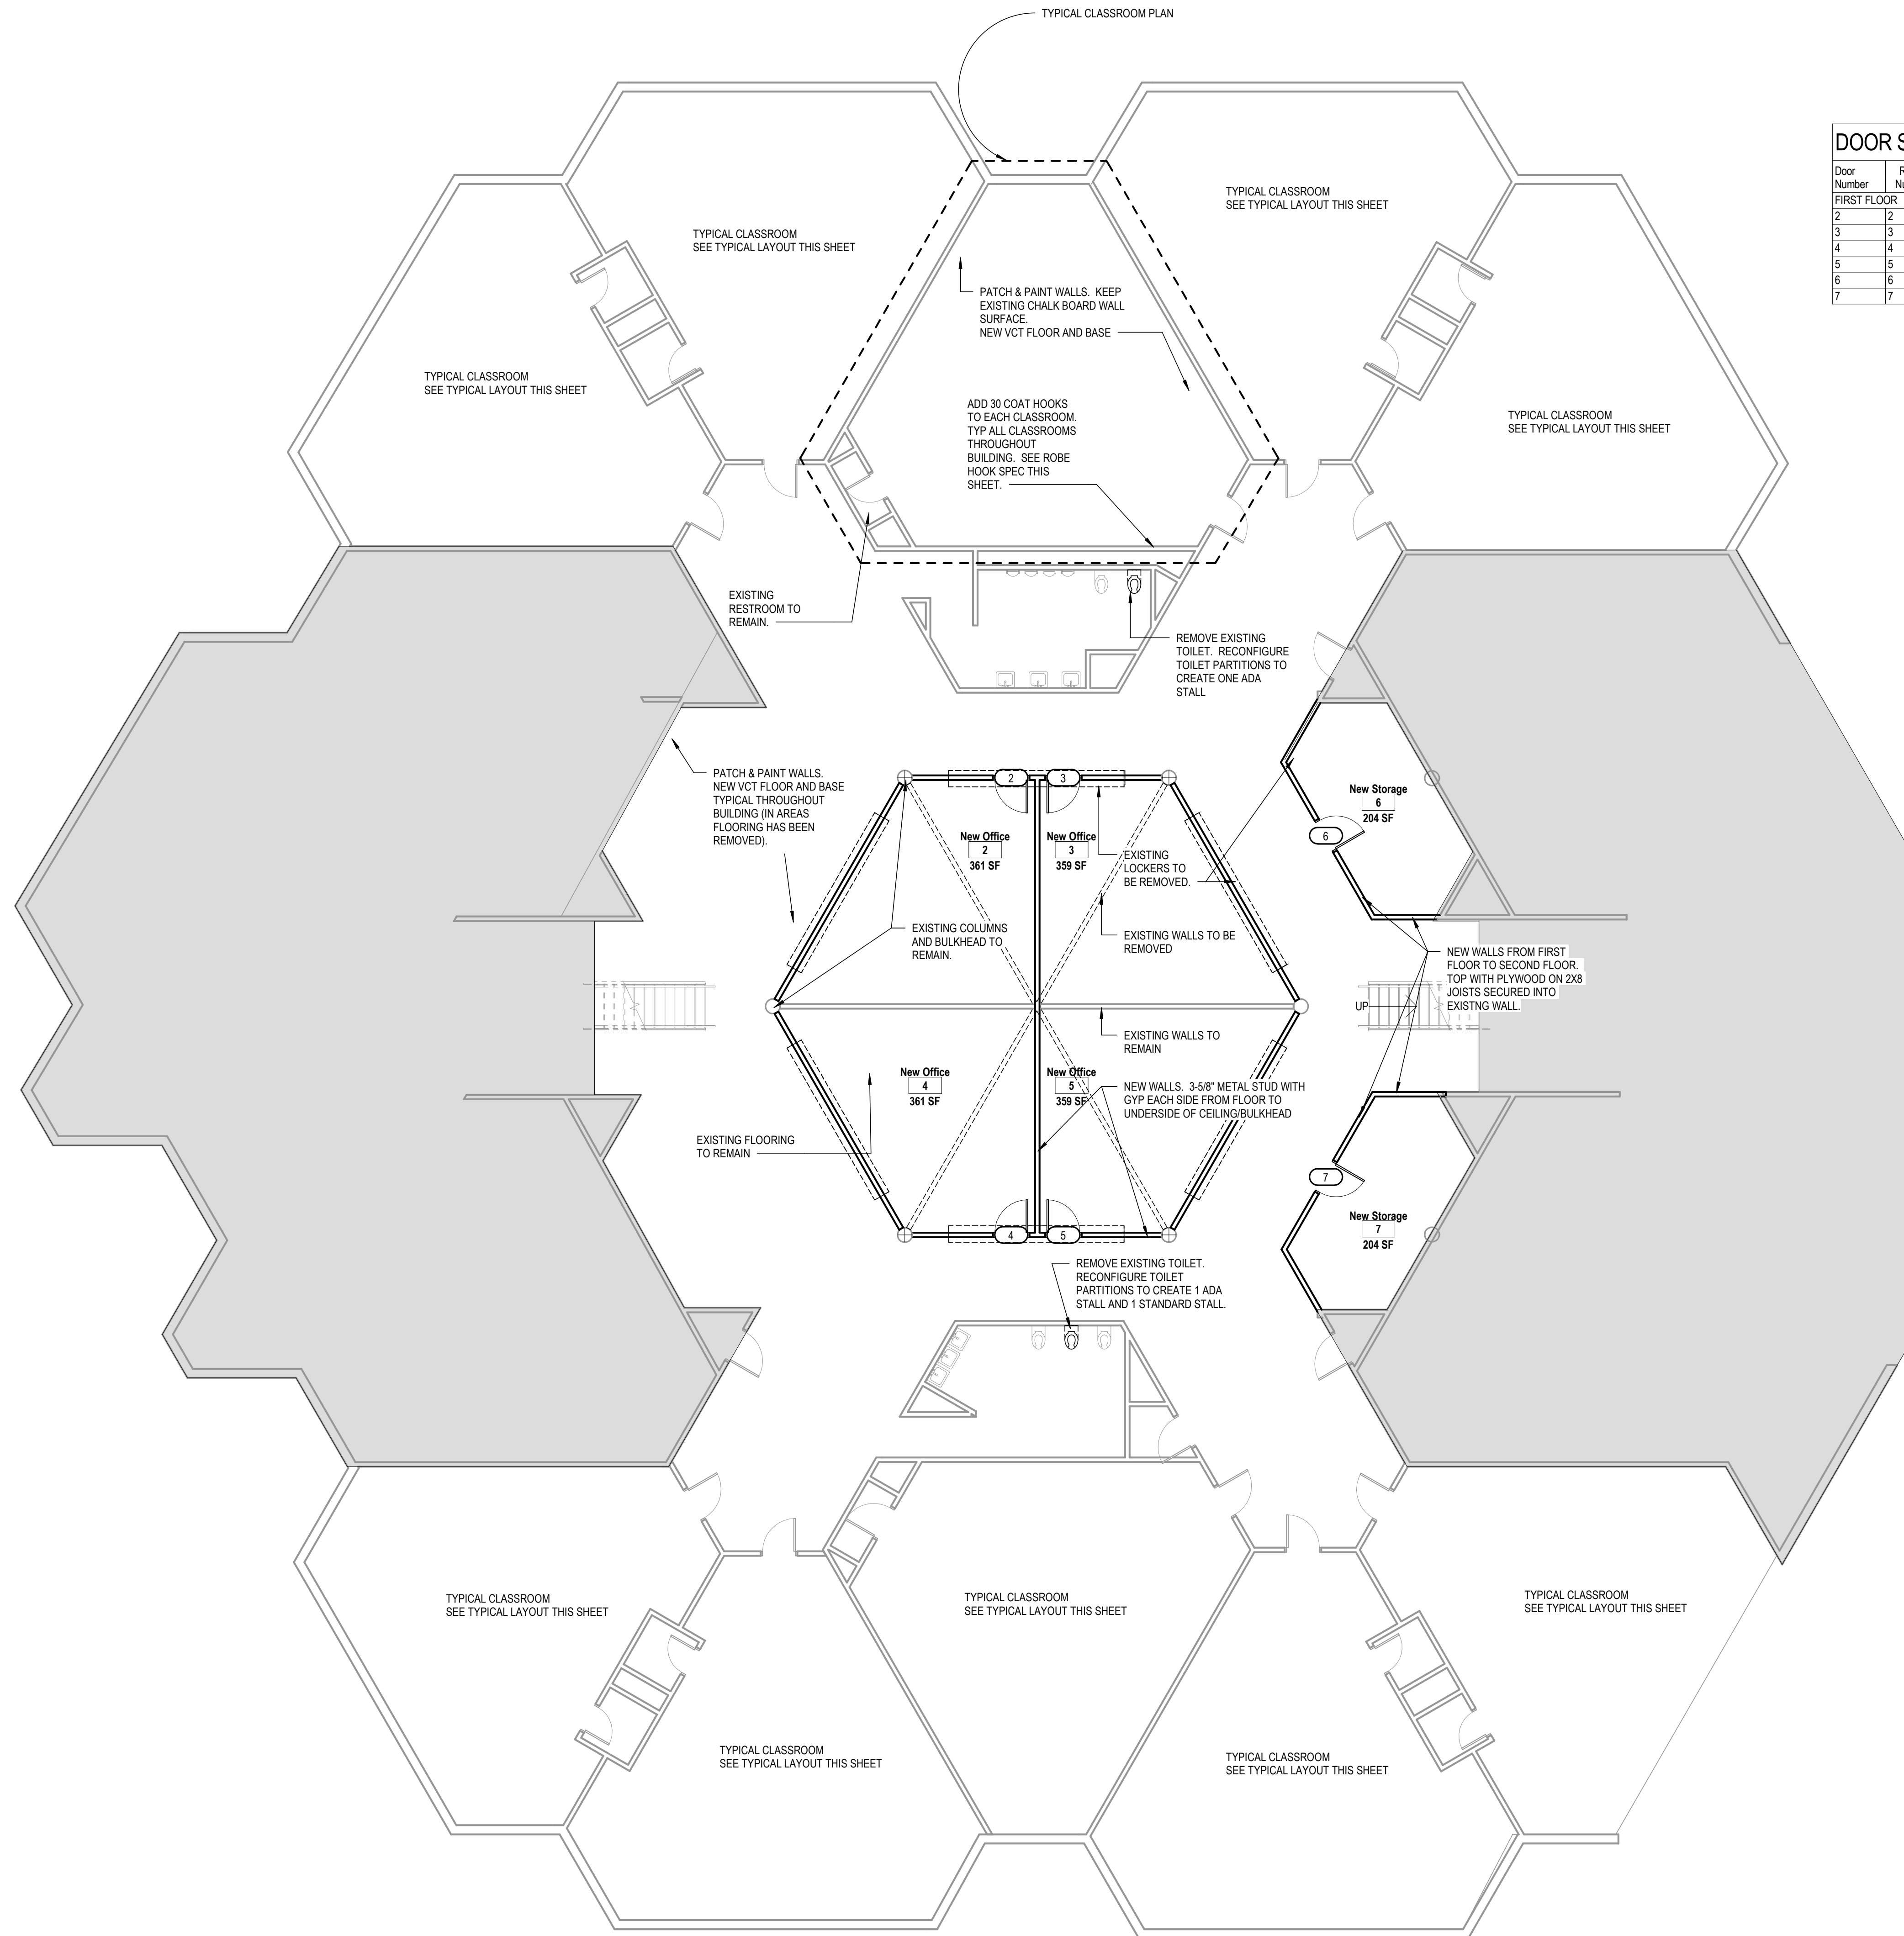 TYPICAL CLASSROOM PLAN
DOOR S
Door
Number
R
Nu
FIRST FLOOR
2 2
3 3
4 4
5 5
6 6
7 7
TYPICAL CLASSROOM
SEE TYPICAL LAYOUT THIS SHEET
TYPICAL CLASSROOM
SEE TYPICAL LAYOUT THIS SHEET
PATCH & PAINT WALLS. KEEP
EXISTING CHALK BOARD WALL
SURFACE.
NEW VCT FLOOR AND BASE
TYPICAL CLASSROOM
SEE TYPICAL LAYOUT THIS SHEET
ADD 30 COAT HOOKS
TO EACH CLASSROOM.
TYP ALL CLASSROOMS
THROUGHOUT
BUILDING. SEE ROBE
HOOK SPEC THIS
SHEET.
TYPICAL CLASSROOM
SEE TYPICAL LAYOUT THIS SHEET
EXISTING
RESTROOM TO
REMAIN.
REMOVE EXISTING
TOILET. RECONFIGURE
TOILET PARTITIONS TO
CREATE ONE ADA
STALL
PATCH & PAINT WALLS.
NEW VCT FLOOR AND BASE
TYPICAL THROUGHOUT
BUILDING (IN AREAS
FLOORING HAS BEEN
REMOVED).
2
3
New Office
2
361 SF
New Office
3
359 SF
EXISTING
LOCKERS TO
BE REMOVED.
New Storage
6
204 SF
6
EXISTING COLUMNS
AND BULKHEAD TO
REMAIN.
EXISTING WALLS TO BE
REMOVED
NEW WALLS FROM FIRST
FLOOR TO SECOND FLOOR.
TOP WITH PLYWOOD ON 2X8
JOISTS SECURED INTO
EXISTNG WALL.
UP
EXISTING WALLS TO
REMAIN
New Office
4
361 SF
New Office
5
359 SF
NEW WALLS. 3-5/8" METAL STUD WITH
GYP EACH SIDE FROM FLOOR TO
UNDERSIDE OF CEILING/BULKHEAD
EXISTING FLOORING
TO REMAIN
7
New Storage
7
204 SF
4
5
REMOVE EXISTING TOILET.
RECONFIGURE TOILET
PARTITIONS TO CREATE 1 ADA
STALL AND 1 STANDARD STALL.
TYPICAL CLASSROOM
SEE TYPICAL LAYOUT THIS SHEET
TYPICAL CLASSROOM
SEE TYPICAL LAYOUT THIS SHEET
TYPICAL CLASSROOM
SEE TYPICAL LAYOUT THIS SHEET
TYPICAL CLASSROOM
SEE TYPICAL LAYOUT THIS SHEET
TYPICAL CLASSROOM
SEE TYPICAL LAYOUT THIS SHEET